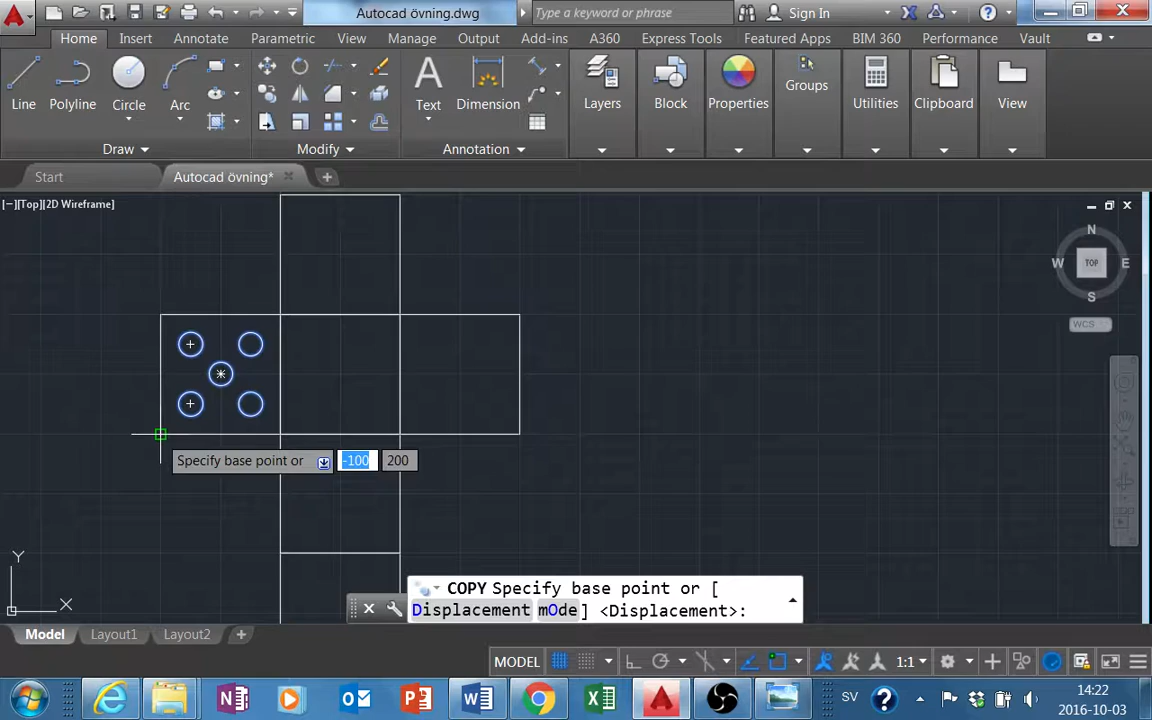 Autocad övning.dwg
Type a keyword or phrase
Sign In
Home
Insert
Annotate
Parametric
View
Manage
Output
Add-ins
A360
Express Tools
Featured Apps
BIM 360
Performance
Vault
Line
Polyline
Circle
Arc
Text
Dimension
Layers
Block
Properties
Groups
Utilities
Clipboard
View
Draw
Modify
Annotation
Start
Autocad övning*
[−][Top][2D Wireframe]
N
W
TOP
E
S
WCS
Specify base point or
-100
200
Y
X
COPY Specify base point or [
Displacement mOde] <Displacement>:
Model
Layout1
Layout2
MODEL
1:1
SV
14:22
2016-10-03